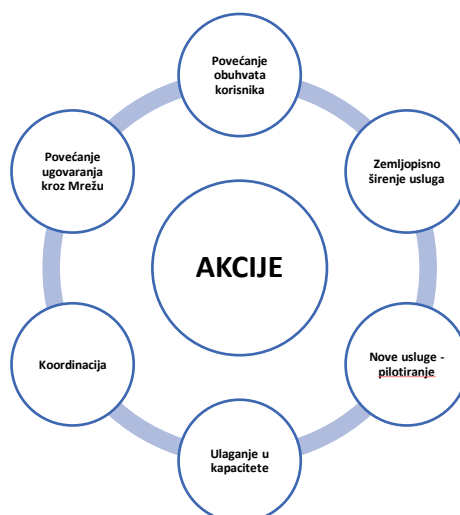 Povećanje
obuhvata
korisnika
Zemljopisno
širenje usluga
Nove usluge -
pilotiranje
Ulaganje u
kapacitete
Koordinacija
Povećanje
ugovaranja
kroz Mrežu
AKCIJE